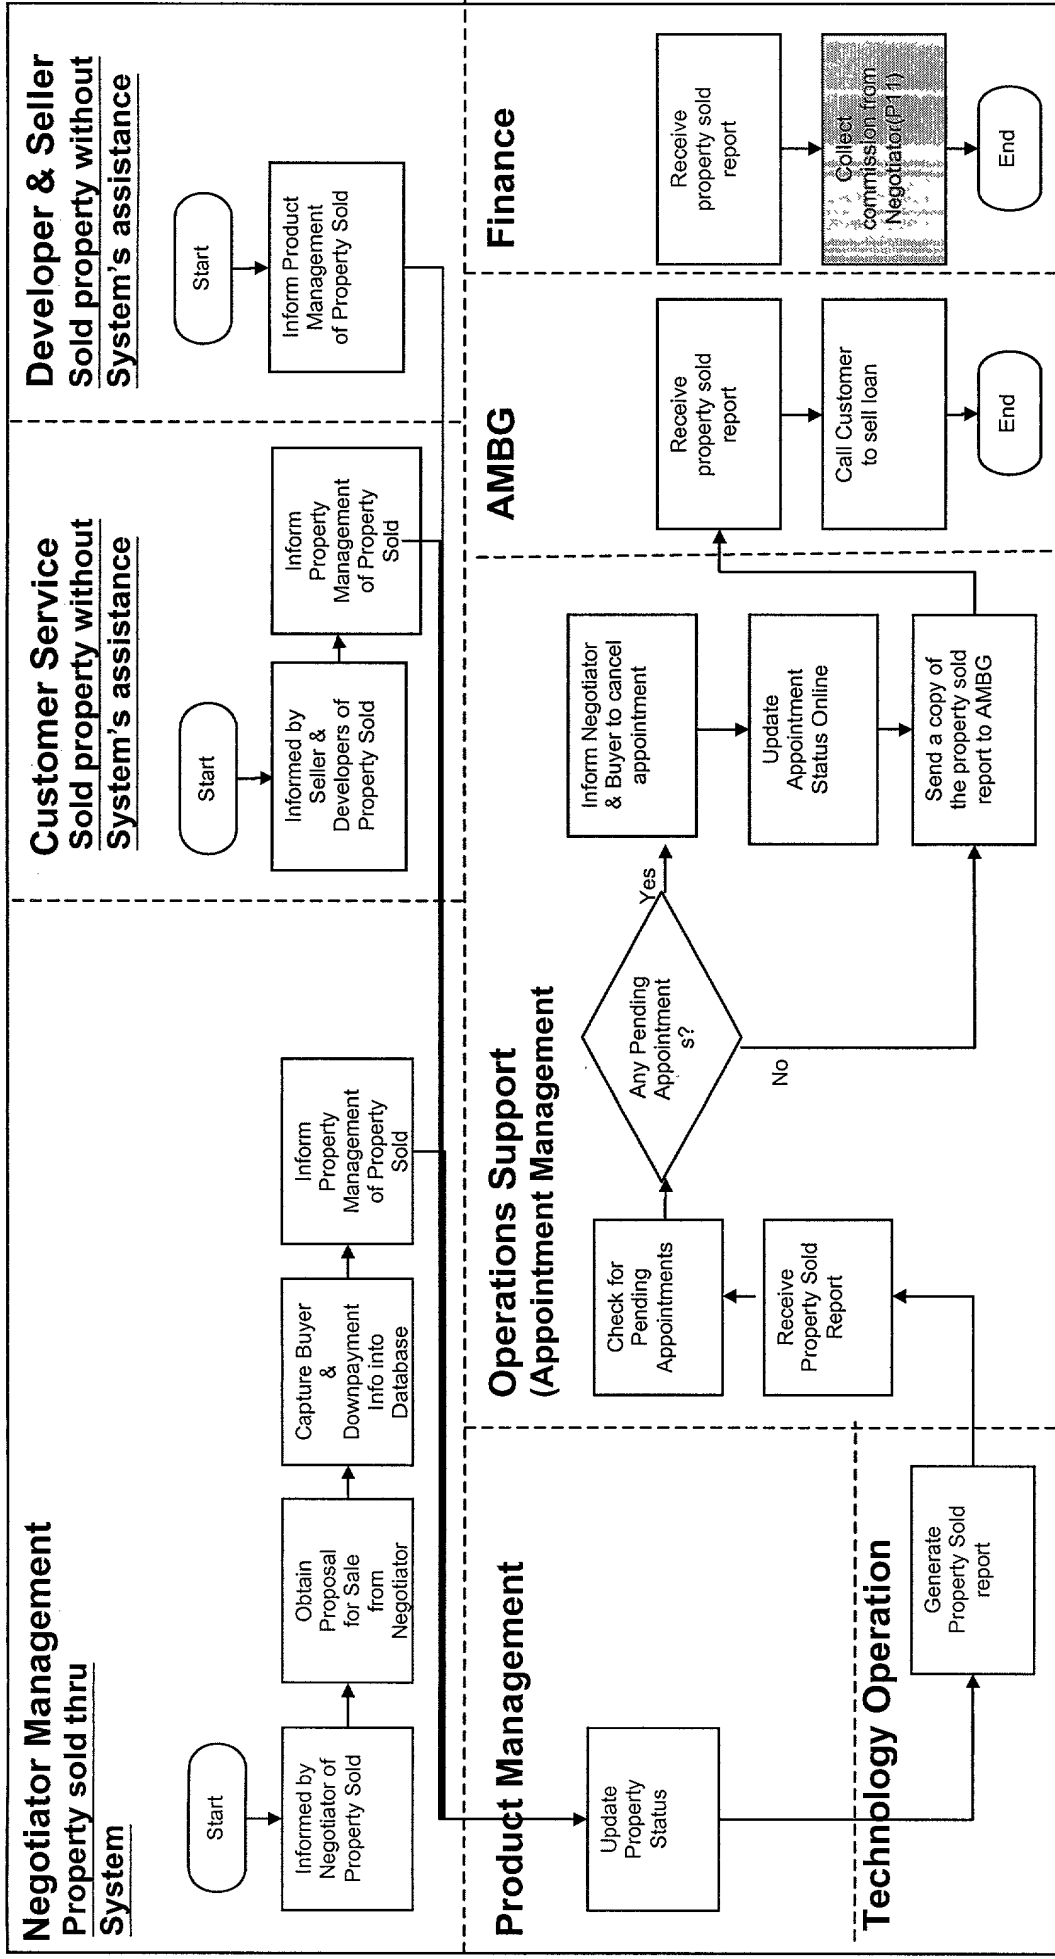 Negotiator Management
Property sold thru
System
Start
Informed by
Negotiator of
Property Sold
Obtain
Proposal
for Sale
from
Negotiator
Capture Buyer
&
Downpayment
Info into
Database
Inform
Property
Management
of Property
Sold
Customer Service
Sold property without
System's assistance
Start
Informed by
Seller &
Developers of
Property Sold
Inform
Property
Management
of Property
Sold
Developer & Seller
Sold property without
System's assistance
Start
Inform Product
Management
of Property Sold
Product Management
Update
Property
Status
Technology Operation
Generate
Property Sold
report
Operations Support
(Appointment Management
Check for
Pending
Appointments
Receive
Property Sold
Report
Any Pending
Appointment
s?
Yes
No
Inform Negotiator
& Buyer to cancel
appointment
Update
Appointment
Status Online
Send a copy of
the property sold
report to AMBG
AMBG
Receive
property sold
report
Call Customer
to sell loan
End
Finance
Receive
property sold
report
Collect
commission from
Negotiator(P11)
End